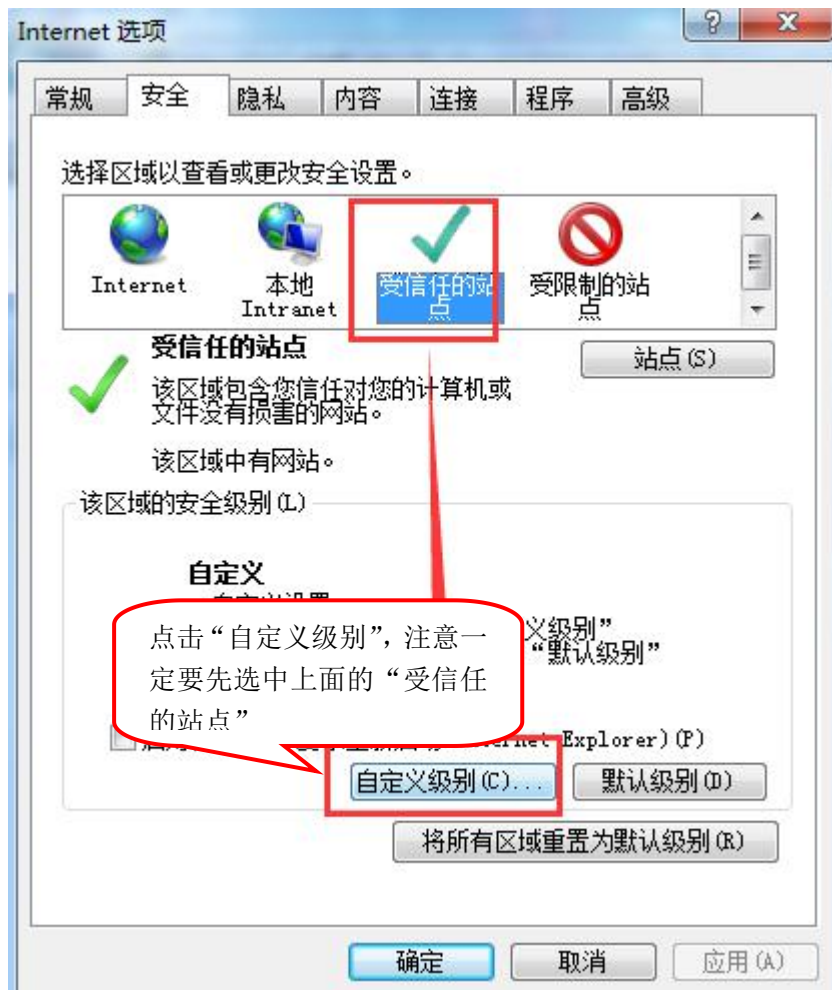 Internet 选项
常规 安全 隐私 内容 连接 程序 高级
选择区域以查看或更改安全设置。
Internet
本地
Intranet
受信任的站
点
受限制的站
点
受信任的站点
站点(S)
该区域包含您信任对您的计算机或
文件没有损害的网站。
该区域中有网站。
该区域的安全级别(L)
自定义
自定义设置
义级别”
“默认级别”
点击“自定义级别”，注意一
定要先选中上面的“受信任
的站点”
Explorer)(P)
自定义级别(C)... 默认级别(D)
将所有区域重置为默认级别(R)
确定 取消 应用(A)